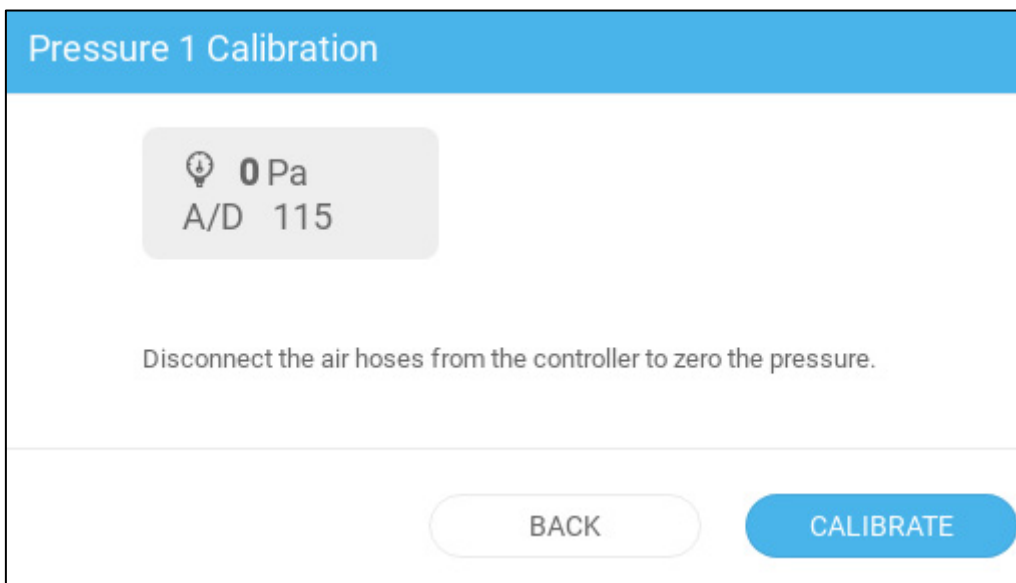 Pressure 1 Calibration
0 Pa
A/D 115
Disconnect the air hoses from the controller to zero the pressure.
BACK CALIBRATE